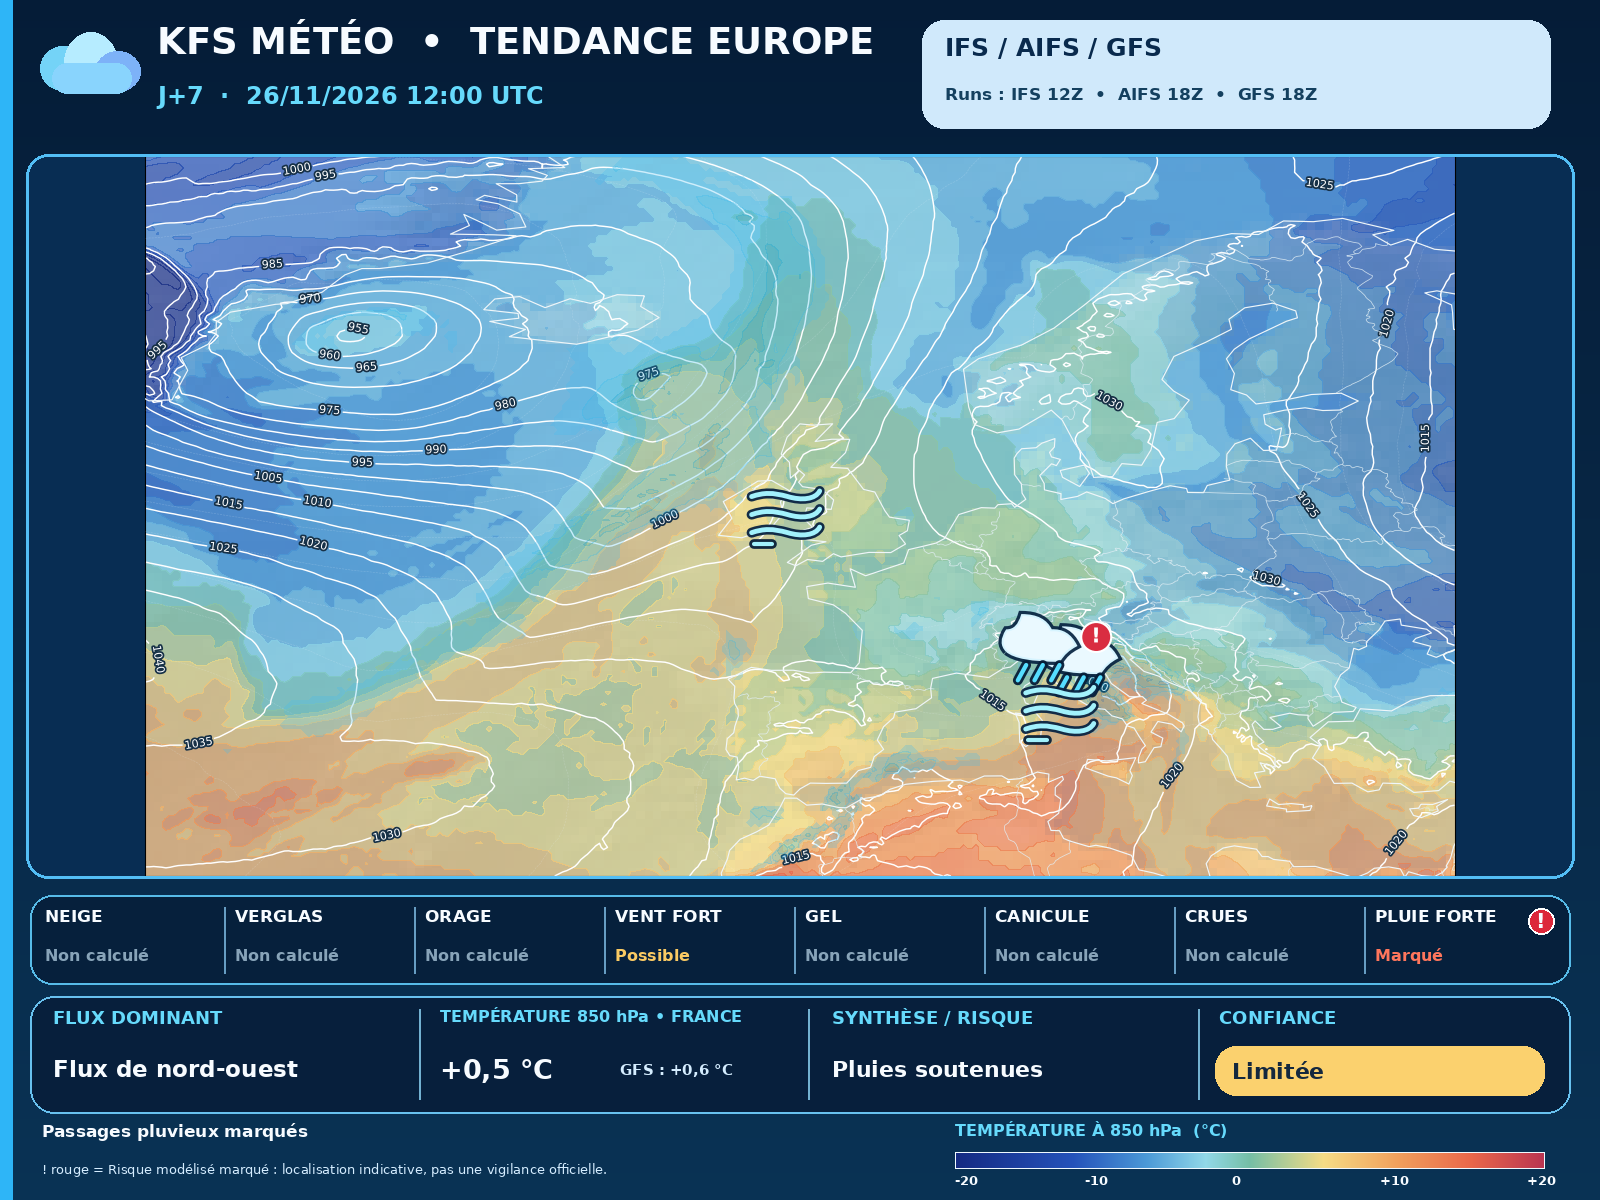 KFS MÉTÉO • TENDANCE EUROPE
J+7 · 26/11/2026 12:00 UTC
IFS / AIFS / GFS
Runs : IFS 12Z • AIFS 18Z • GFS 18Z
1000
995
1025
985
970
955
995
960
965
975
975
980
990
995
1005
1015
1010
1000
1025
1020
1040
1035
1030
1015
1030
1020
1015
1025
1030
1015
1020
1020
!
NEIGE
Non calculé
VERGLAS
Non calculé
ORAGE
Non calculé
VENT FORT
Possible
GEL
Non calculé
CANICULE
Non calculé
CRUES
Non calculé
PLUIE FORTE !
Marqué
FLUX DOMINANT
Flux de nord-ouest
TEMPÉRATURE 850 hPa • FRANCE
+0,5 °C GFS : +0,6 °C
SYNTHÈSE / RISQUE
Pluies soutenues
CONFIANCE
Limitée
Passages pluvieux marqués
! rouge = Risque modélisé marqué : localisation indicative, pas une vigilance officielle.
TEMPÉRATURE À 850 hPa (°C)
-20 -10 0 +10 +20